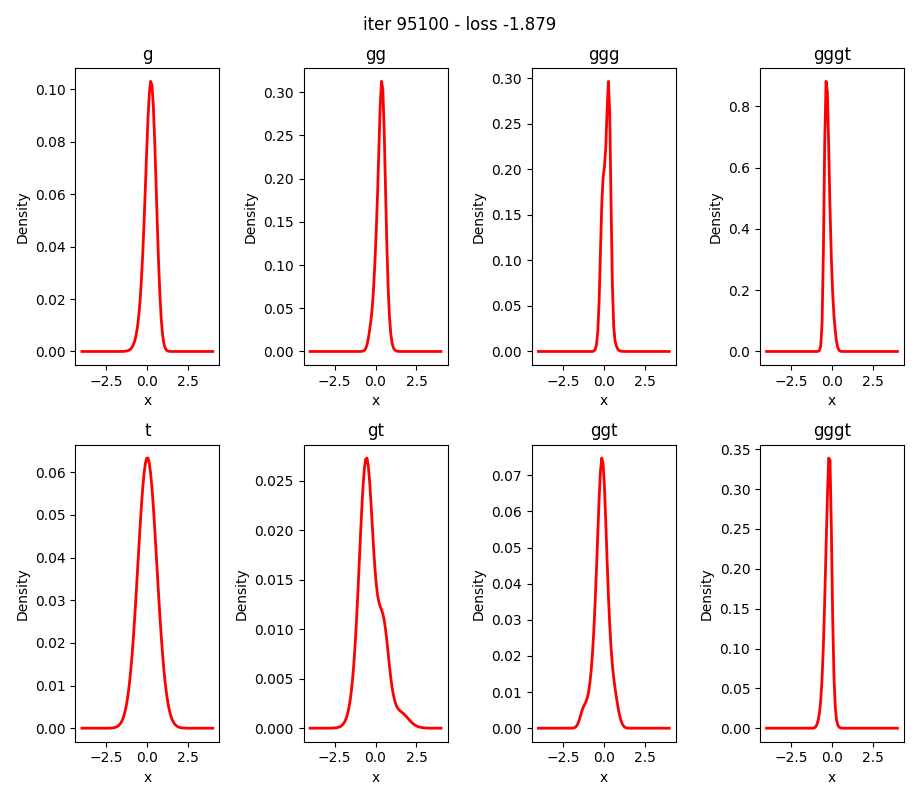 iter 95100 - loss -1.879
g gg ggg gggt
0.10 0.08 0.06 0.04 0.02 0.00
Density
−2.5 0.0 2.5
x
0.30 0.25 0.20 0.15 0.10 0.05 0.00
Density
−2.5 0.0 2.5
x
0.30 0.25 0.20 0.15 0.10 0.05 0.00
Density
−2.5 0.0 2.5
x
0.8 0.6 0.4 0.2 0.0
Density
−2.5 0.0 2.5
x
t gt ggt gggt
0.06 0.05 0.04 0.03 0.02 0.01 0.00
Density
−2.5 0.0 2.5
x
0.025 0.020 0.015 0.010 0.005 0.000
Density
−2.5 0.0 2.5
x
0.07 0.06 0.05 0.04 0.03 0.02 0.01 0.00
Density
−2.5 0.0 2.5
x
0.35 0.30 0.25 0.20 0.15 0.10 0.05 0.00
Density
−2.5 0.0 2.5
x